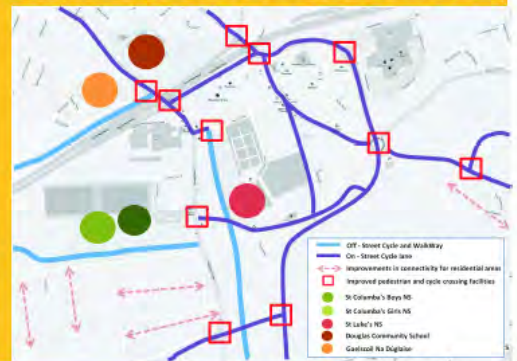 Off - Street Cycle and WalkWay
On - Street Cycle lane
Improvements in connectivity for residential areas
Improved pedestrian and cycle crossing facilities
St Columba's Boys NS
St Columba's Girls NS
St Luke's NS
Douglas Community School
Gaelscoil Na Dúglaise